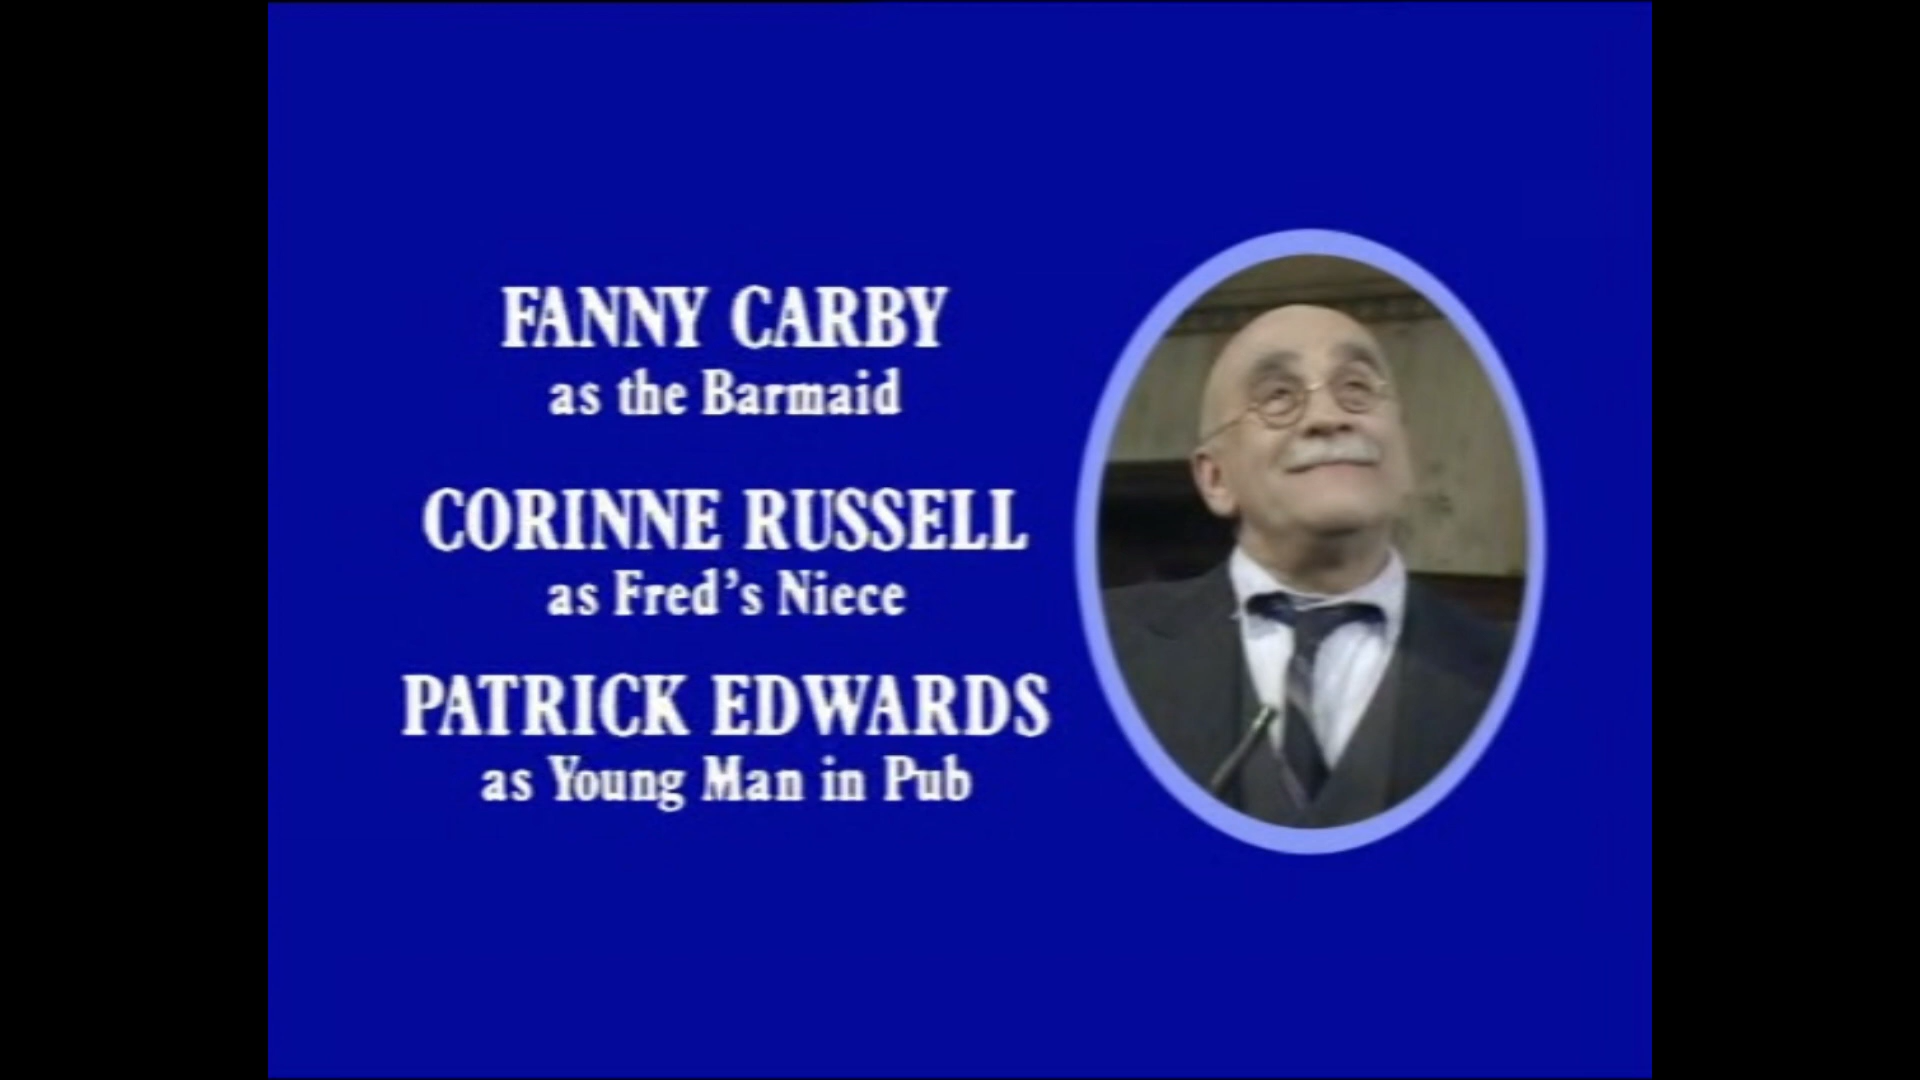 FANNY CARBY
as the Barmaid
CORINNE RUSSELL
as Fred's Niece
PATRICK EDWARDS
as Young Man in Pub